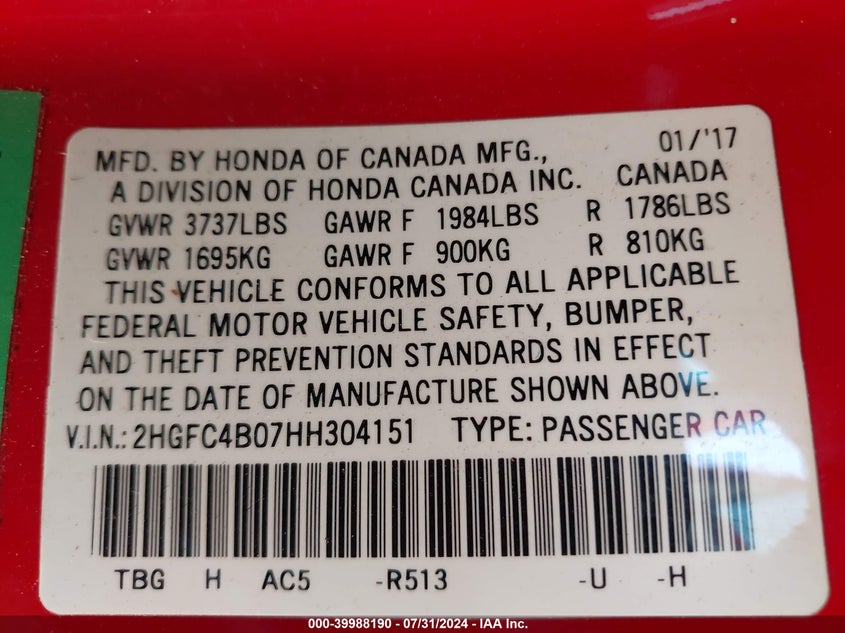 MFD. BY HONDA OF CANADA MFG., 01/'17
A DIVISION OF HONDA CANADA INC. CANADA
GVWR 3737LBS GAWR F 1984LBS R 1786LBS
GVWR 1695KG GAWR F 900KG R 810KG
THIS VEHICLE CONFORMS TO ALL APPLICABLE
FEDERAL MOTOR VEHICLE SAFETY, BUMPER,
AND THEFT PREVENTION STANDARDS IN EFFECT
ON THE DATE OF MANUFACTURE SHOWN ABOVE.
V.I.N.: 2HGFC4B07HH304151 TYPE: PASSENGER CAR
TBG H AC5 -R513 -U -H
000-39988190 - 07/31/2024 - IAA Inc.